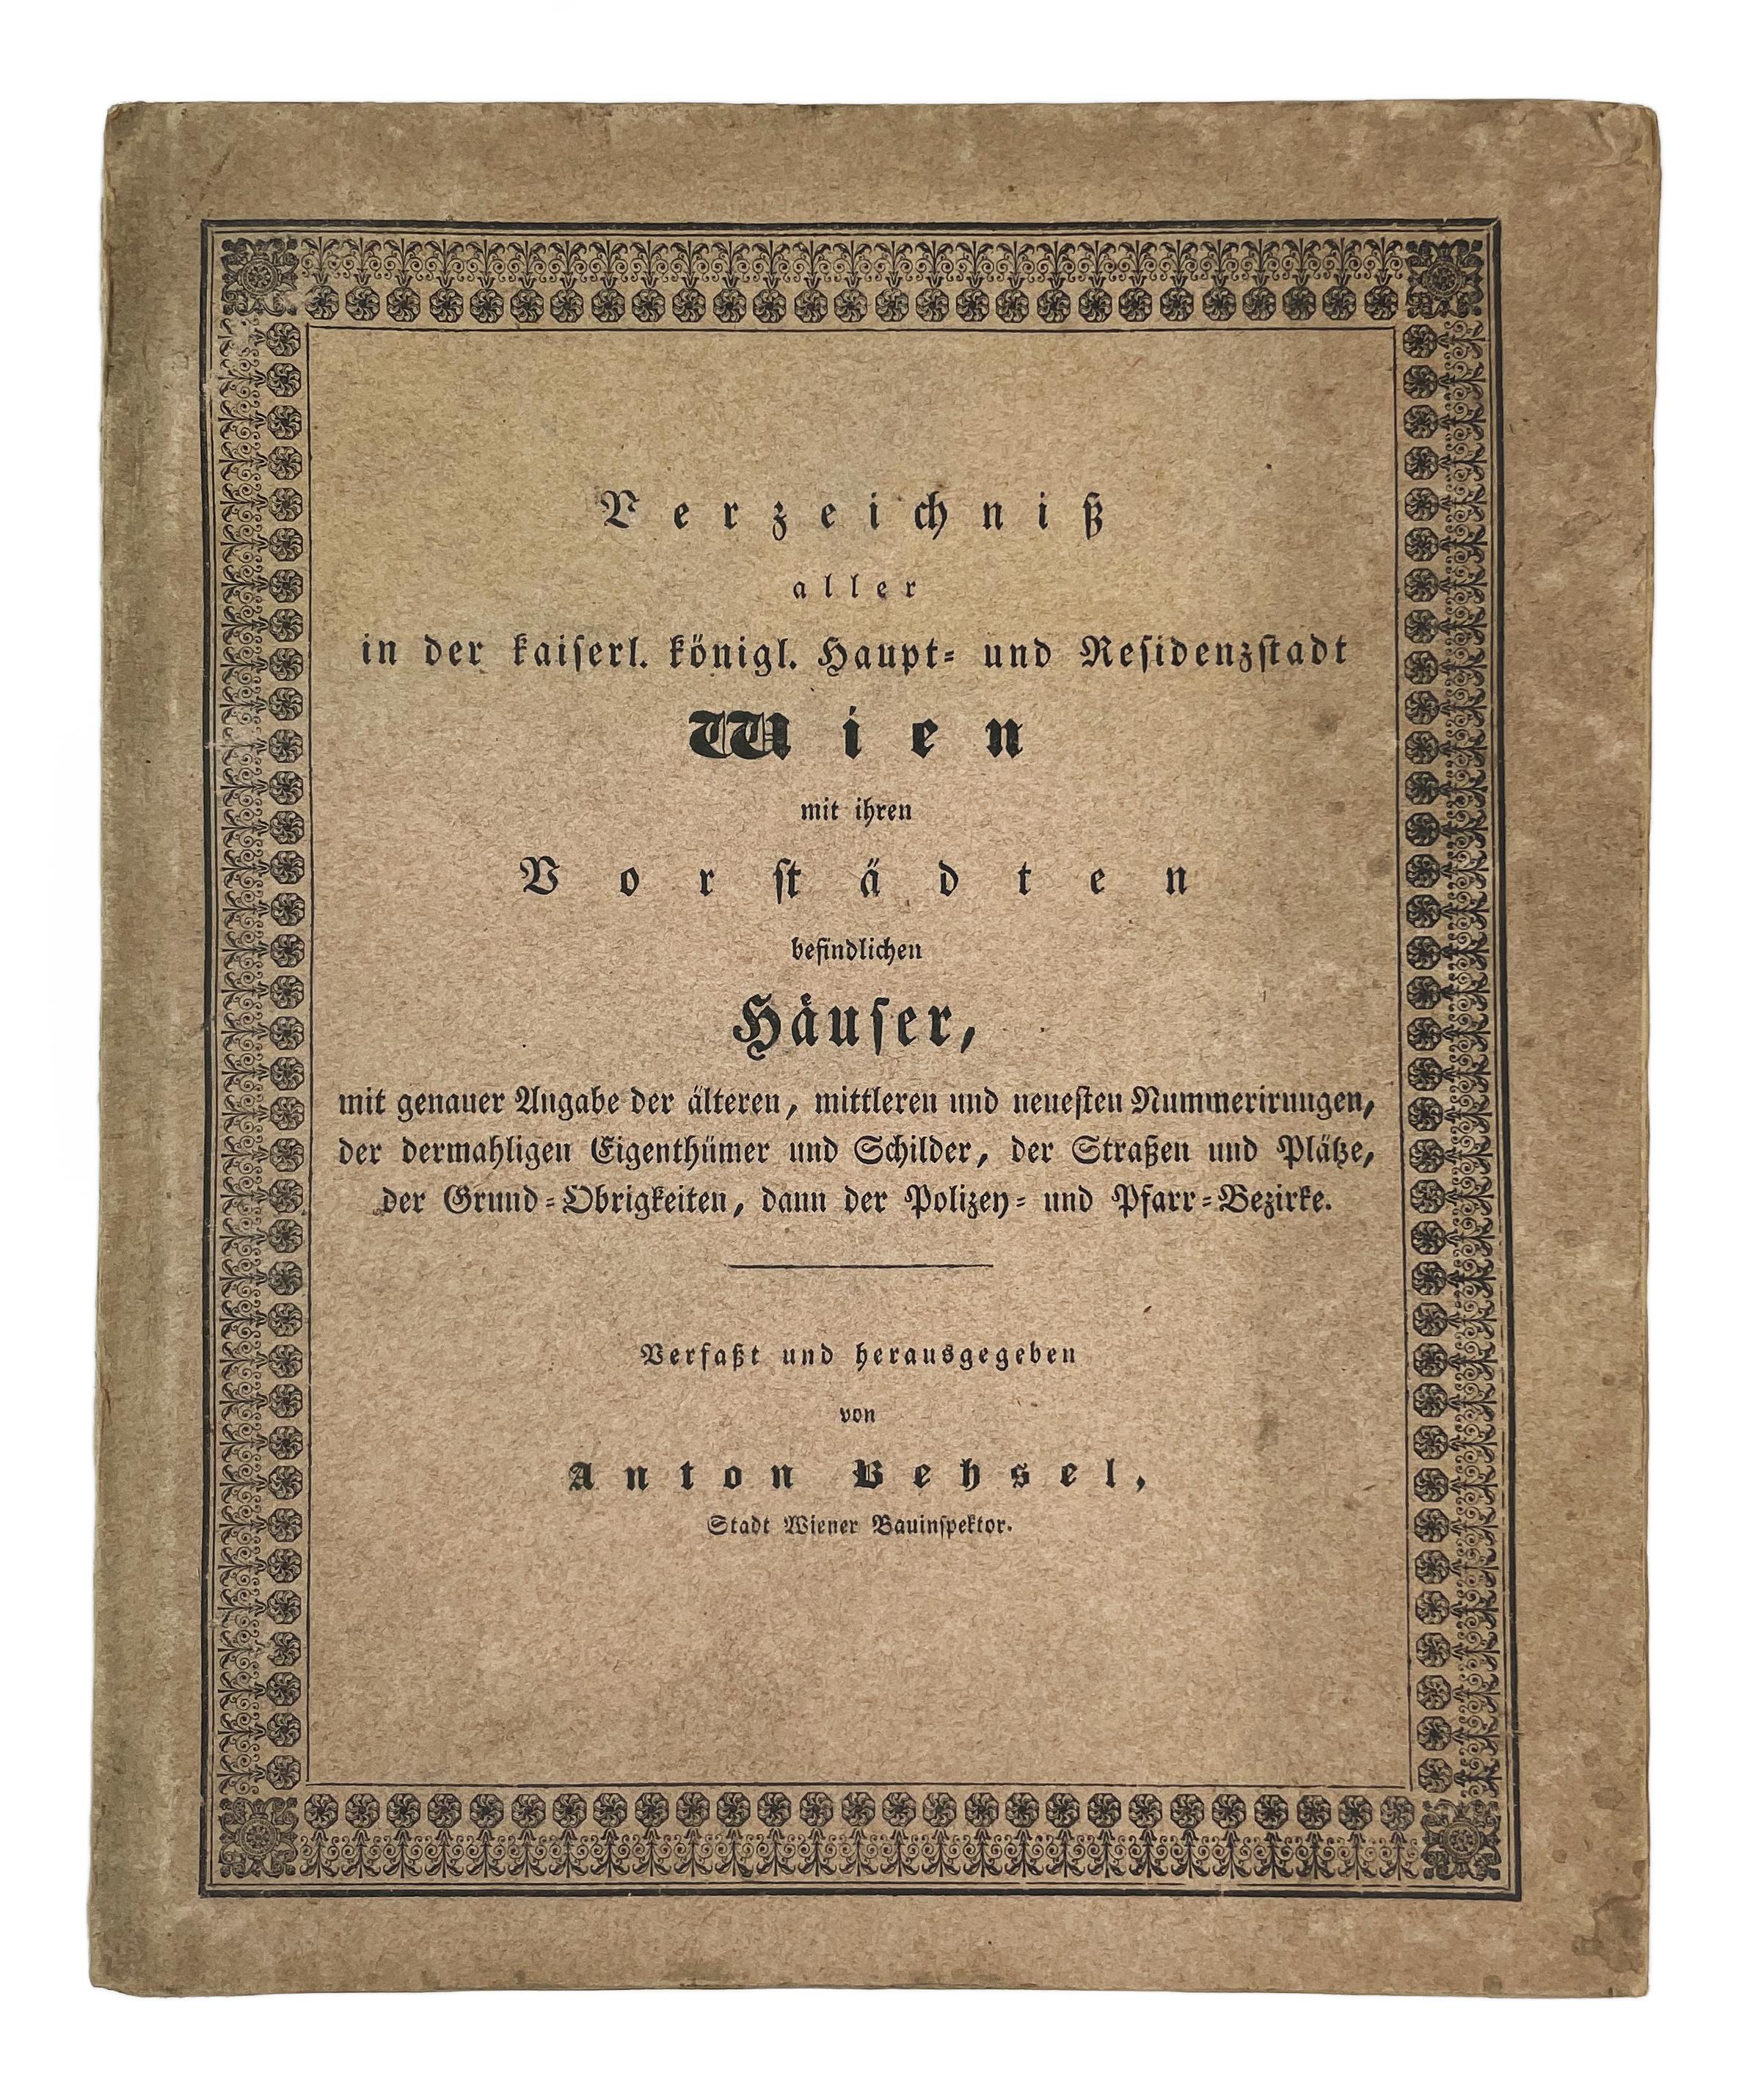 Verzeichniß
aller
in der kaiserl. königl. Haupt- und Residenzstadt
Wien
mit ihren
Vorstädten
befindlichen
Häuser,
mit genauer Angabe der älteren, mittleren und neuesten Nummerirungen,
der dermahligen Eigenthümer und Schilder, der Straßen und Plätze,
der Grund-Obrigkeiten, dann der Polizey- und Pfarr-Bezirke.
Verfaßt und herausgegeben
von
Anton Behsel,
Stadt Wiener Bauinspektor.